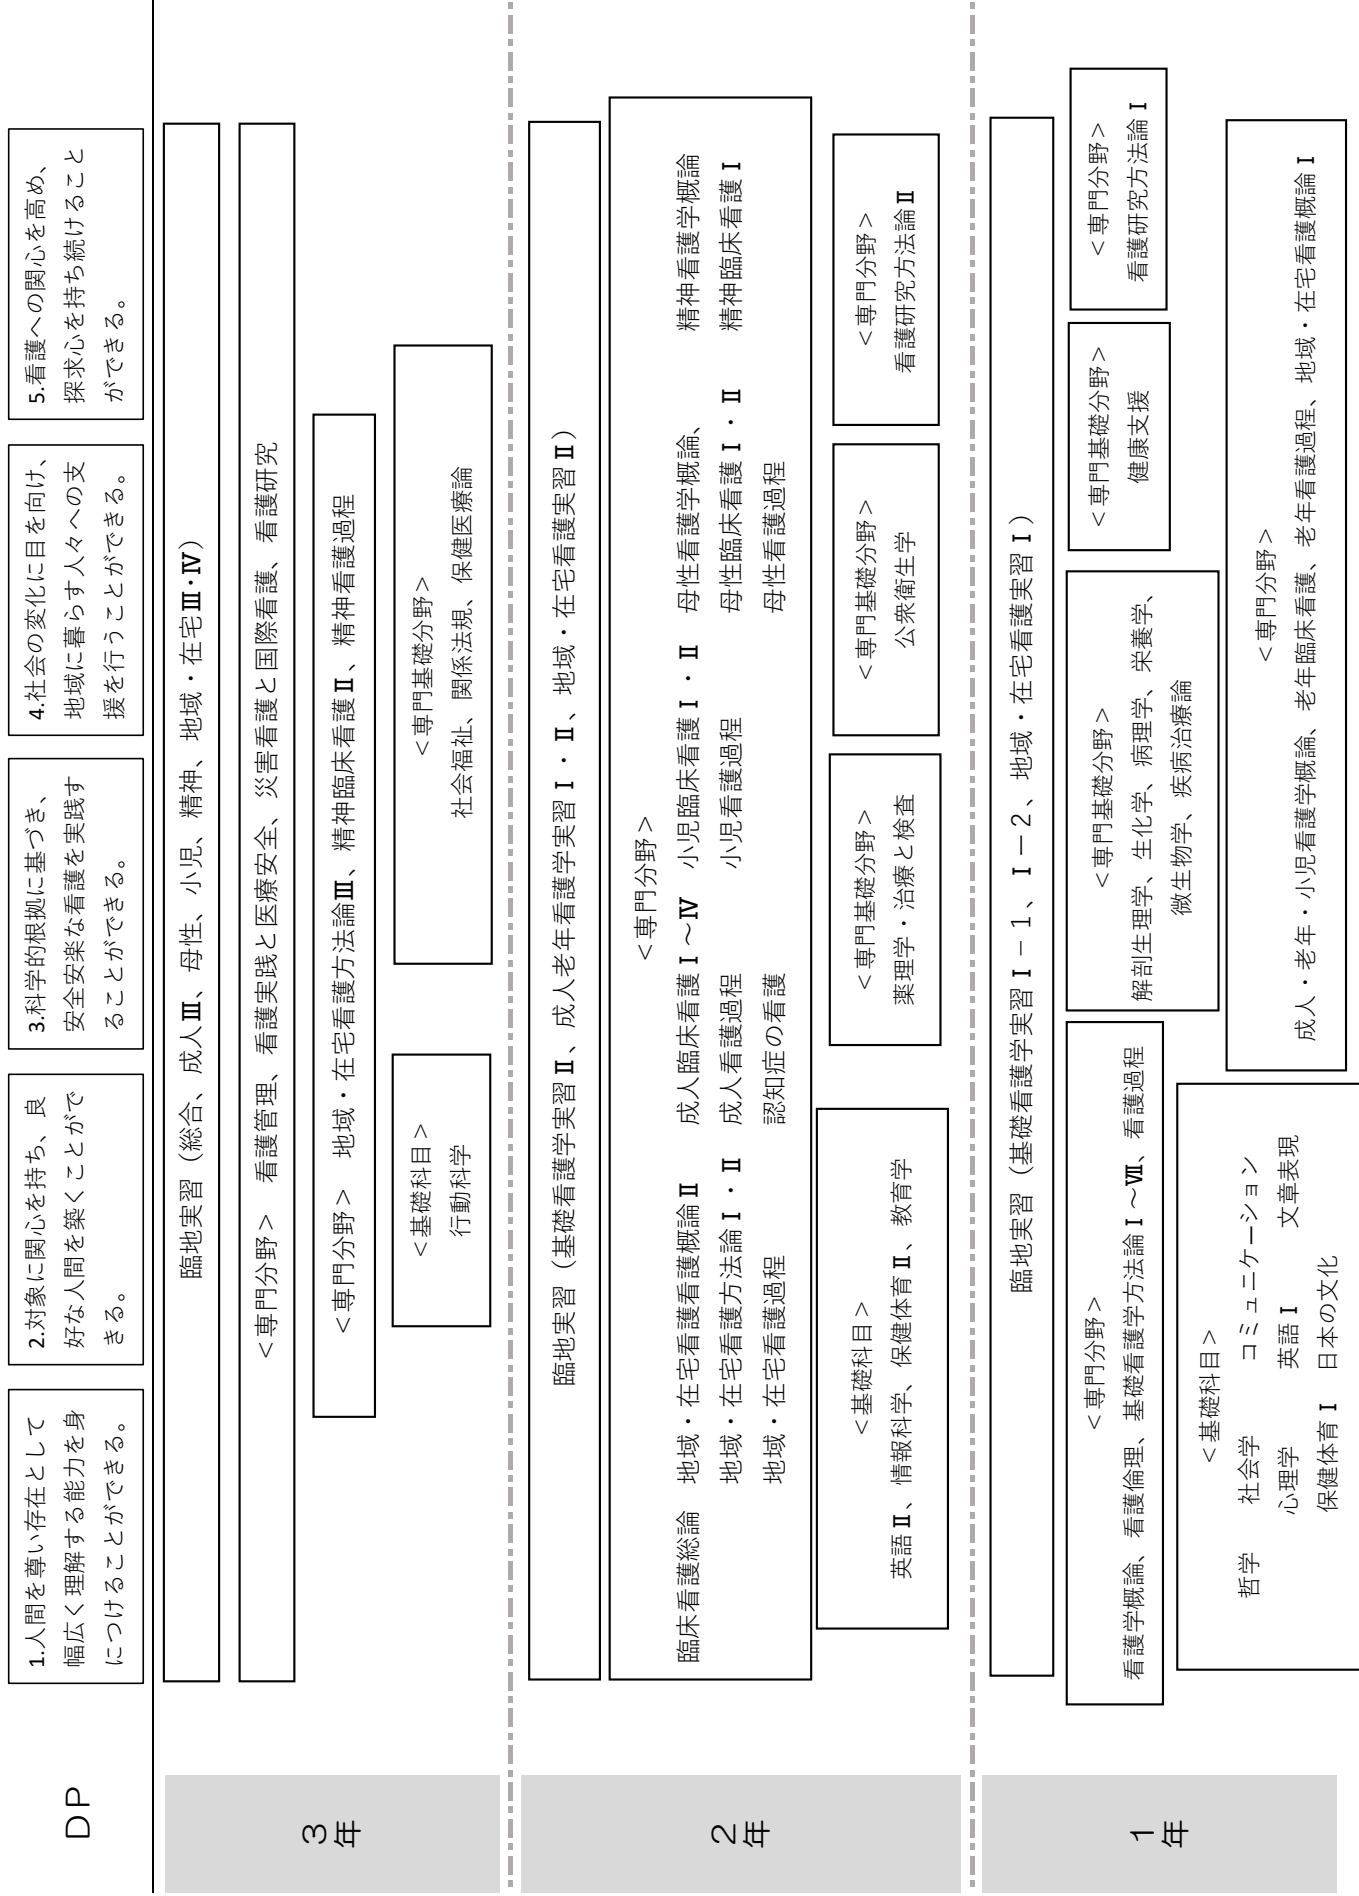 DP
1.人間を尊い存在として
幅広く理解する能力を身
につけることができる。
2.対象に関心を持ち、良
好な人間を築くことがで
きる。
3.科学的根拠に基づき、
安全安楽な看護を実践す
ることができる。
4.社会の変化に目を向け、
地域に暮らす人々への支
援を行うことができる。
5.看護への関心を高め、
探求心を持ち続けること
ができる。
3年
臨地実習（総合、成人Ⅲ、母性、小児、精神、地域・在宅Ⅲ・Ⅳ）
＜専門分野＞ 看護管理、看護実践と医療安全、災害看護と国際看護、看護研究
＜専門分野＞ 地域・在宅看護方法論Ⅲ、精神臨床看護Ⅱ、精神看護過程
＜基礎科目＞
行動科学
＜専門基礎分野＞
社会福祉、関係法規、保健医療論
2年
臨地実習（基礎看護学実習Ⅱ、成人老年看護学実習Ⅰ・Ⅱ、地域・在宅看護実習Ⅱ）
＜専門分野＞
臨床看護総論 地域・在宅看護看概論Ⅱ 成人臨床看護Ⅰ～Ⅳ 小児臨床看護Ⅰ・Ⅱ 母性看護学概論、 精神看護学概論
地域・在宅看護方法論Ⅰ・Ⅱ 成人看護過程 小児看護過程 母性臨床看護Ⅰ・Ⅱ 精神臨床看護Ⅰ
地域・在宅看護過程 認知症の看護 母性看護過程
＜基礎科目＞
英語Ⅱ、情報科学、保健体育Ⅱ、教育学
＜専門基礎分野＞
薬理学・治療と検査
＜専門基礎分野＞
公衆衛生学
＜専門分野＞
看護研究方法論Ⅱ
1年
臨地実習（基礎看護学実習Ⅰ－１、Ⅰ－２、地域・在宅看護実習Ⅰ）
＜専門分野＞
看護学概論、看護倫理、基礎看護学方法論Ⅰ～Ⅶ、看護過程
＜専門基礎分野＞
解剖生理学、生化学、病理学、栄養学、
微生物学、疾病治療論
＜専門基礎分野＞
健康支援
＜専門分野＞
看護研究方法論Ⅰ
＜基礎科目＞
哲学 社会学 コミュニケーション
心理学 英語Ⅰ 文章表現
保健体育Ⅰ 日本の文化
＜専門分野＞
成人・老年・小児看護学概論、老年臨床看護、老年看護過程、地域・在宅看護概論Ⅰ